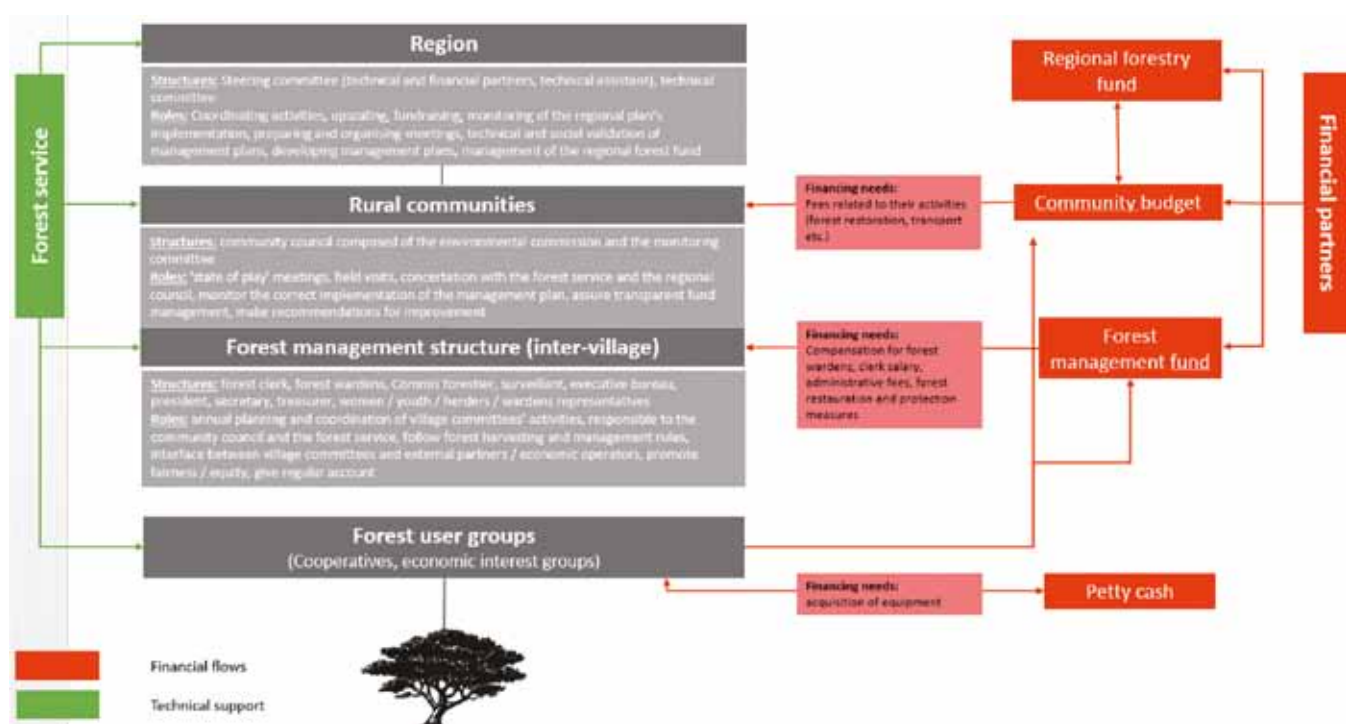 Forest service
Region
Structures: Steering committee (technical and financial partners, technical assistant), technical
committee
Roles: Coordinating activities, upscaling, fundraising, monitoring of the regional plan's
implementation, preparing and organising meetings, technical and social validation of
management plans, developing management plans, management of the regional forest fund
Rural communities
Structures: community council composed of the environmental commission and the monitoring
committee
Roles: 'state of play' meetings, field visits, concertation with the forest service and the regional
council, monitor the correct implementation of the management plan, assure transparent fund
management, make recommendations for improvement
Forest management structure (inter-village)
Structures: forest clerk, forest wardens, Commis forestier, surveillant, executive bureau,
president, secretary, treasurer, women / youth / herders / wardens representatives
Roles: annual planning and coordination of village committees' activities, responsible to the
community council and the forest service, follow forest harvesting and management rules,
interface between village committees and external partners / economic operators, promote
fairness / equity, give regular account
Forest user groups
(Cooperatives, economic interest groups)
Financing needs:
Fees related to their activities
(forest restoration, transport
etc.)
Financing needs:
Compensation for forest
wardens, clerk salary,
administrative fees, forest
restauration and protection
measures
Financing needs:
acquisition of equipment
Regional forestry
fund
Community budget
Forest
management fund
Petty cash
Financial partners
Financial flows
Technical support